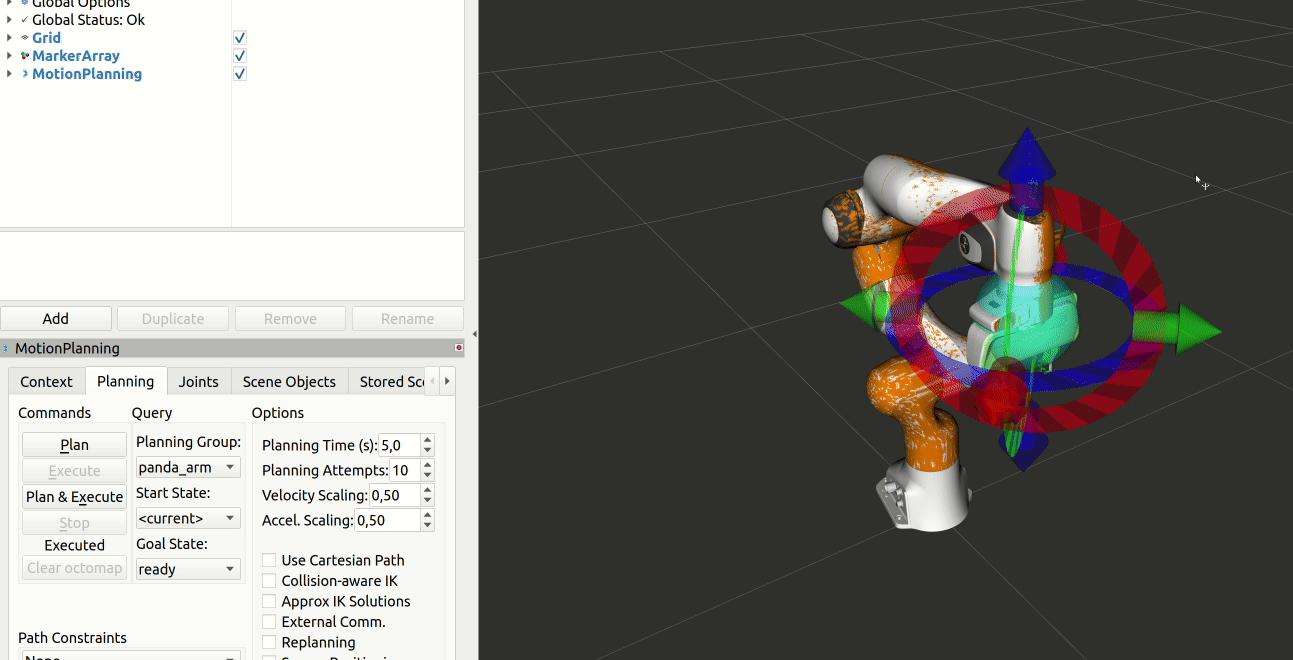 Global Options
Global Status: Ok
Grid
MarkerArray
MotionPlanning
Add Duplicate Remove Rename
MotionPlanning
Context Planning Joints Scene Objects Stored Sc
Commands Query Options
Plan
Execute
Plan & Execute
Stop
Executed
Clear octomap
Planning Group:
panda_arm
Start State:
<current>
Goal State:
ready
Planning Time (s): 5,0
Planning Attempts: 10
Velocity Scaling: 0,50
Accel. Scaling: 0,50
Use Cartesian Path
Collision-aware IK
Approx IK Solutions
External Comm.
Replanning
Path Constraints
None